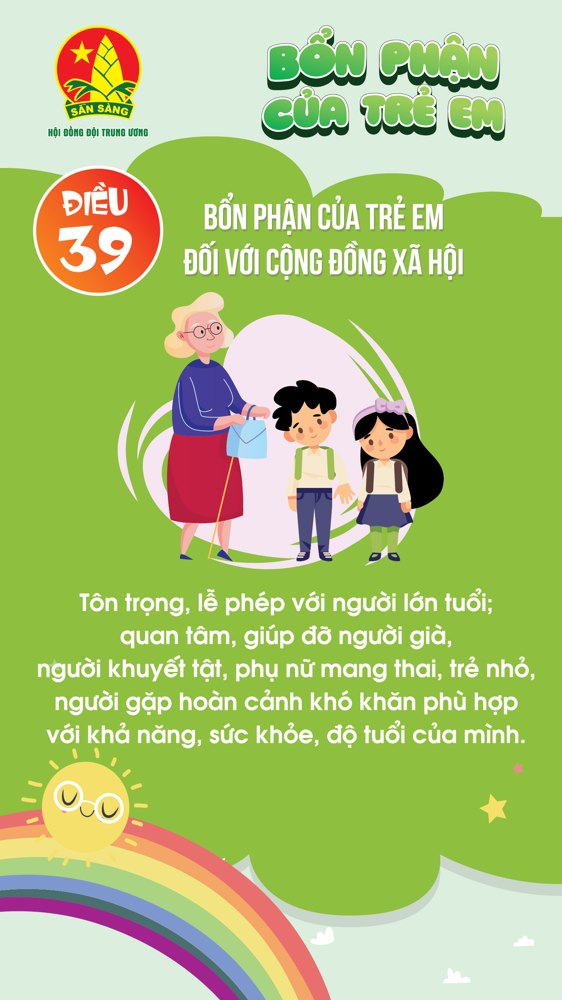 SẴN SÀNG
HỘI ĐỒNG ĐỘI TRUNG ƯƠNG
BỔN PHẬN
CỦA TRẺ EM
ĐIỀU
39
BỔN PHẬN CỦA TRẺ EM
ĐỐI VỚI CỘNG ĐỒNG XÃ HỘI
Tôn trọng, lễ phép với người lớn tuổi;
quan tâm, giúp đỡ người già,
người khuyết tật, phụ nữ mang thai, trẻ nhỏ,
người gặp hoàn cảnh khó khăn phù hợp
với khả năng, sức khỏe, độ tuổi của mình.